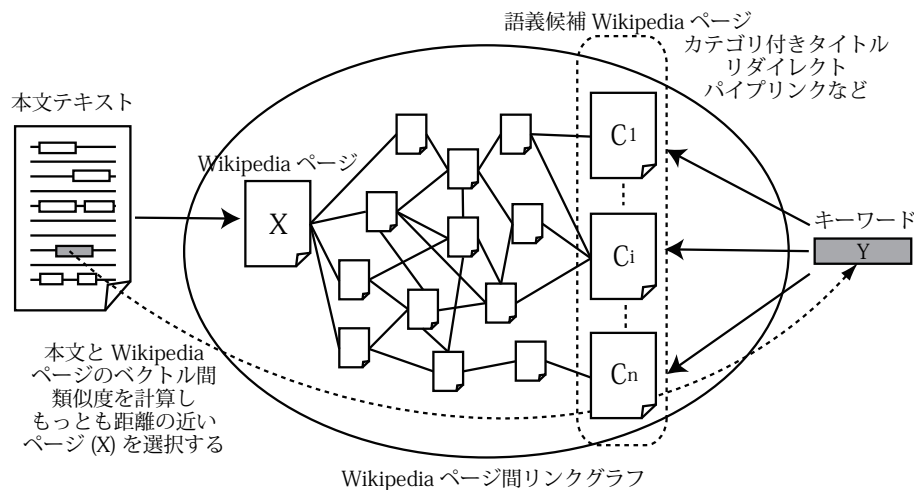 語義候補 Wikipedia ページ
カテゴリ付きタイトル
リダイレクト
パイプリンクなど
本文テキスト
Wikipedia ページ
X
C1
Ci
Cn
キーワード
Y
本文と Wikipedia
ページのベクトル間
類似度を計算し
もっとも距離の近い
ページ (X) を選択する
Wikipedia ページ間リンクグラフ